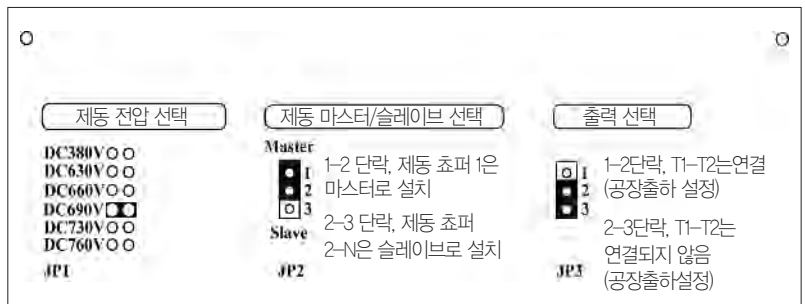 제동 전압 선택
DC380V
DC630V
DC660V
DC690V
DC730V
DC760V
JP1
제동 마스터/슬레이브 선택
Master
1
2
3
Slave
1-2 단락, 제동 쵸퍼 1은
마스터로 설치
2-3 단락, 제동 쵸퍼
2-N은 슬레이브로 설치
JP2
출력 선택
1
2
3
1-2단락, T1-T2는연결
(공장출하 설정)
2-3단락, T1-T2는
연결되지 않음
(공장출하설정)
JP3